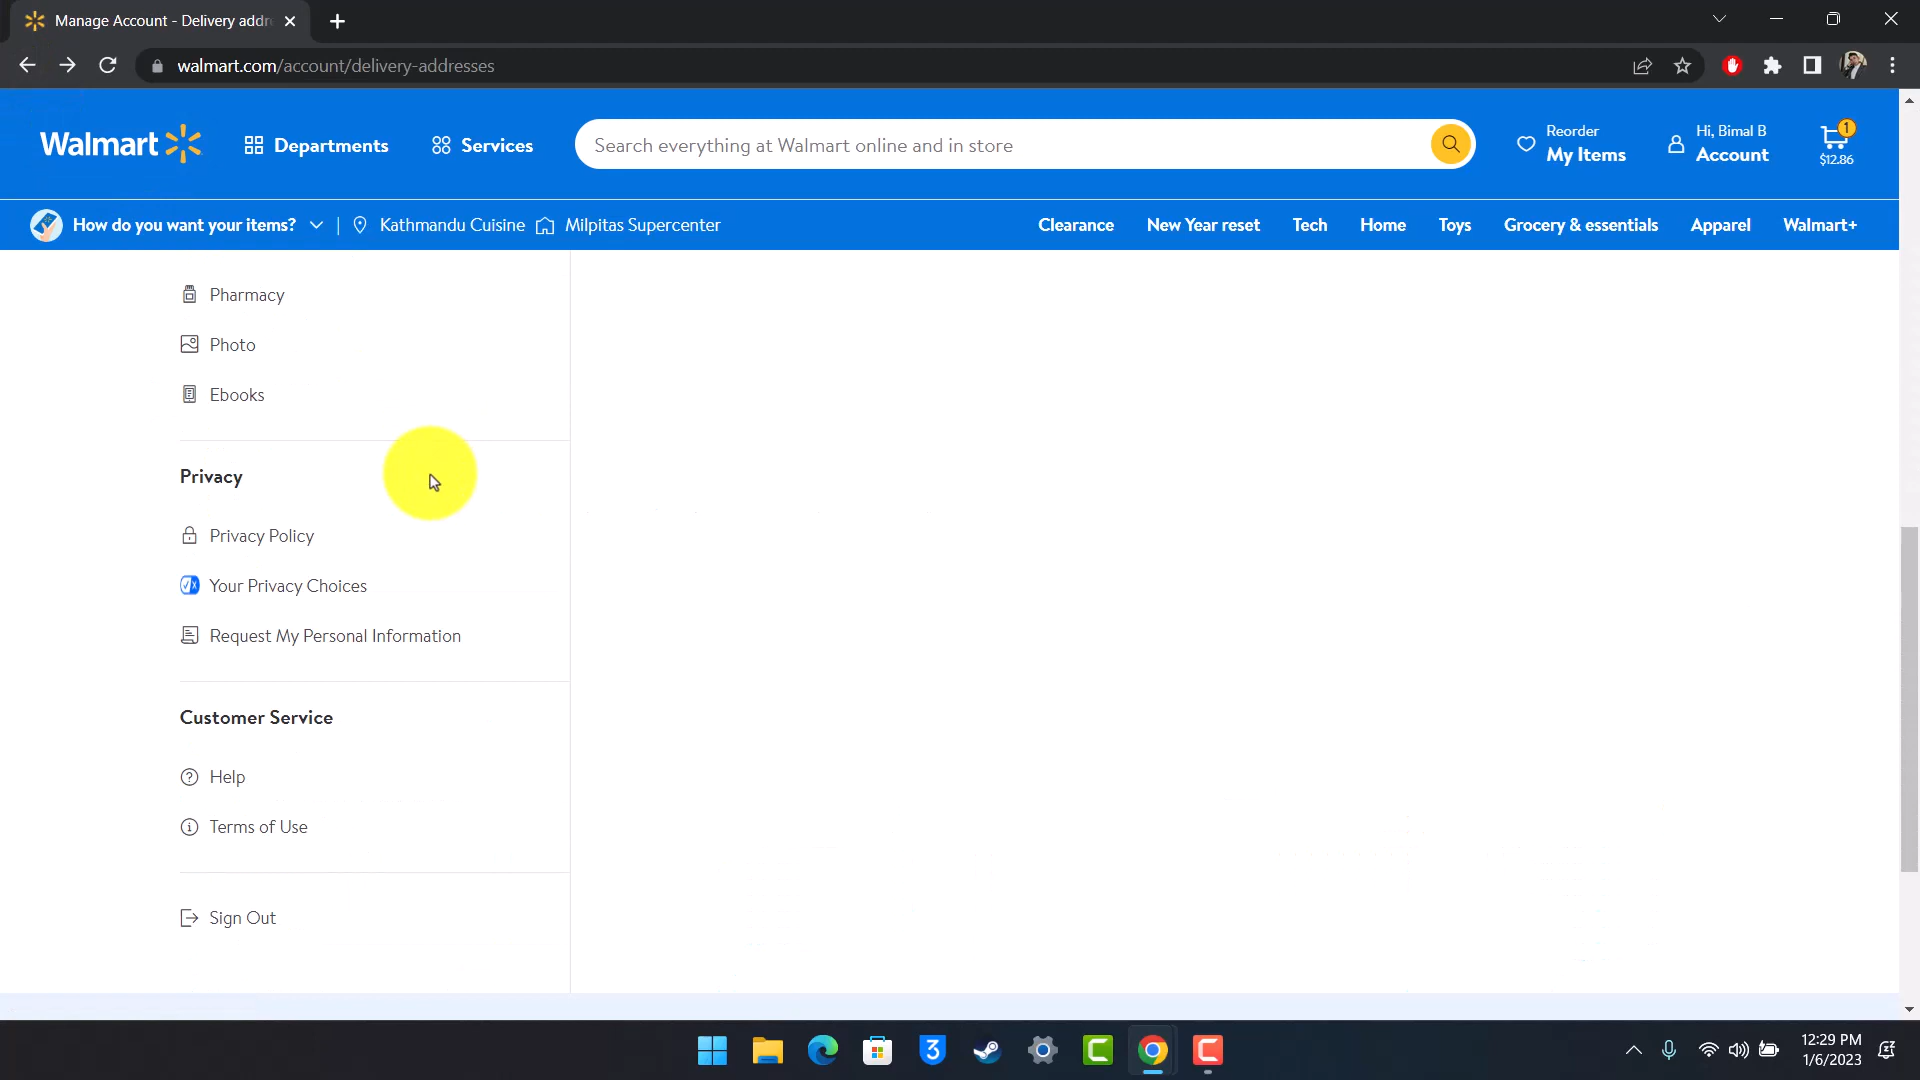 Manage Account - Delivery addre
walmart.com/account/delivery-addresses
Walmart
Departments
Services
Search everything at Walmart online and in store
Reorder
My Items
Hi, Bimal B
Account
1
$12.86
How do you want your items?
Kathmandu Cuisine
Milpitas Supercenter
Clearance
New Year reset
Tech
Home
Toys
Grocery & essentials
Apparel
Walmart+
Pharmacy
Photo
Ebooks
Privacy
Privacy Policy
Your Privacy Choices
Request My Personal Information
Customer Service
Help
Terms of Use
Sign Out
3
12:29 PM
1/6/2023